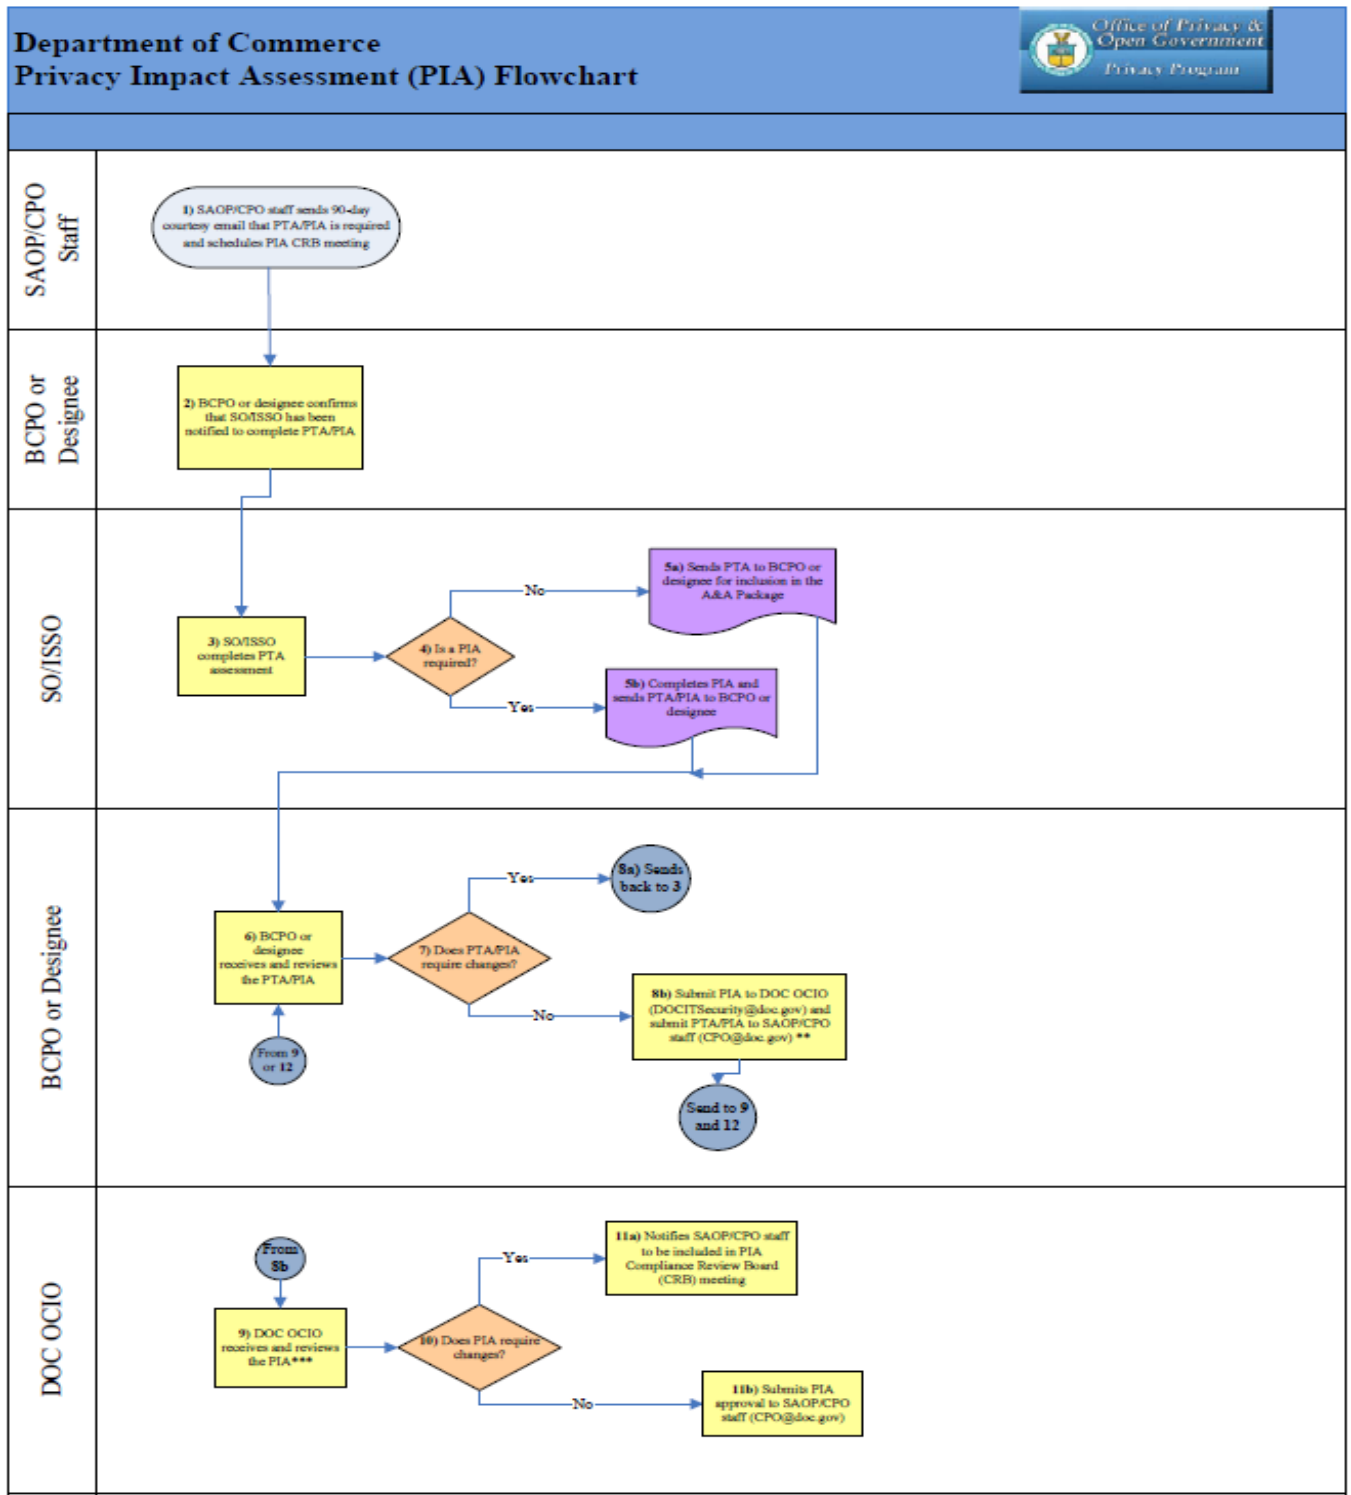 Department of Commerce
Privacy Impact Assessment (PIA) Flowchart
Office of Privacy &
Open Government
Privacy Program
SAOP/CPO
Staff
1) SAOP/CPO staff sends 90-day
courtesy email that PTA/PIA is required
and schedules PIA CRB meeting
BCPO or
Designee
2) BCPO or designee confirms
that SO/ISSO has been
notified to complete PTA/PIA
SO/ISSO
3) SO/ISSO
completes PTA
assessment
4) Is a PIA
required?
No
5a) Sends PTA to BCPO or
designee for inclusion in the
A&A Package
Yes
5b) Completes PIA and
sends PTA/PIA to BCPO or
designee
BCPO or Designee
6) BCPO or
designee
receives and reviews
the PTA/PIA
From 9
or 12
7) Does PTA/PIA
require changes?
Yes
8a) Sends
back to 3
No
8b) Submit PIA to DOC OCIO
(DOCITSecurity@doc.gov) and
submit PTA/PIA to SAOP/CPO
staff (CPO@doc.gov) **
Send to 9
and 12
DOC OCIO
From
8b
9) DOC OCIO
receives and reviews
the PIA***
10) Does PIA require
changes?
Yes
11a) Notifies SAOP/CPO staff
to be included in PIA
Compliance Review Board
(CRB) meeting
No
11b) Submits PIA
approval to SAOP/CPO
staff (CPO@doc.gov)